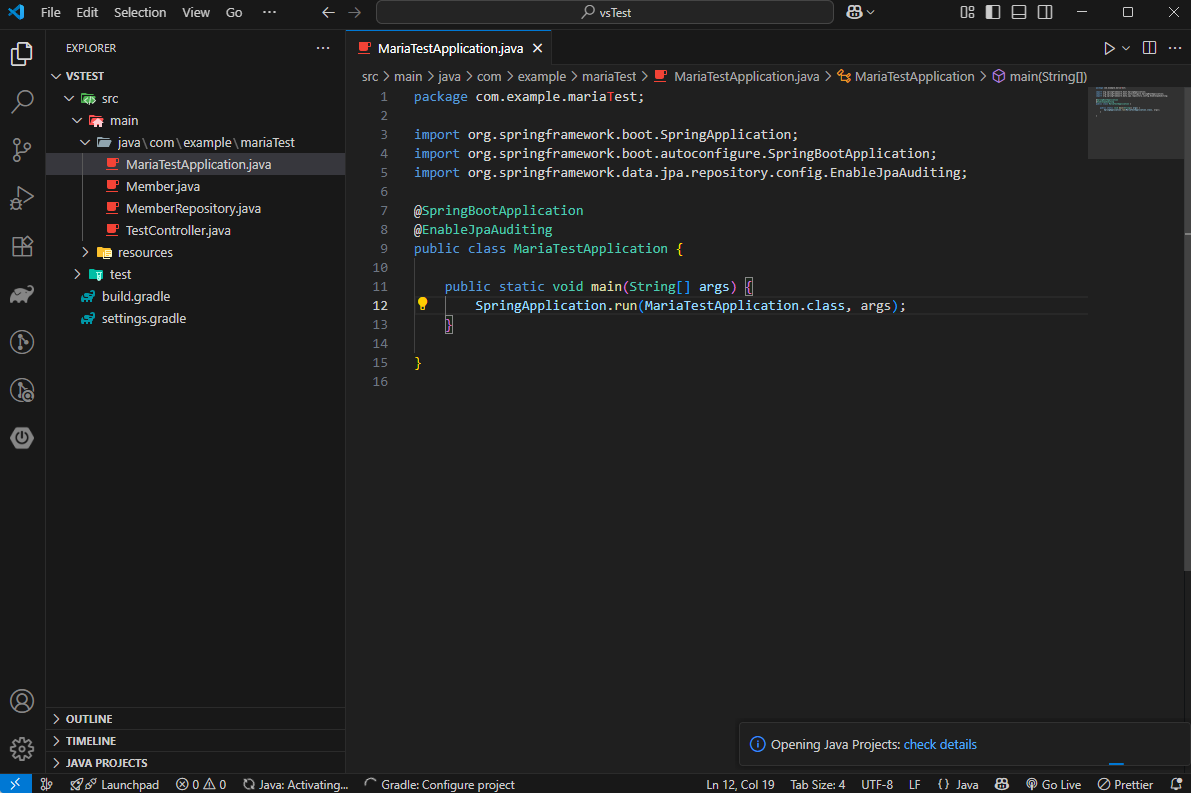 File Edit Selection View Go ··· vsTest
EXPLORER ···
VSTEST
src
main
java\com\example\mariaTest
MariaTestApplication.java
Member.java
MemberRepository.java
TestController.java
resources
test
build.gradle
settings.gradle
OUTLINE
TIMELINE
JAVA PROJECTS
MariaTestApplication.java
src > main > java > com > example > mariaTest > MariaTestApplication.java > MariaTestApplication > main(String[])
1 package com.example.mariaTest;
2
3 import org.springframework.boot.SpringApplication;
4 import org.springframework.boot.autoconfigure.SpringBootApplication;
5 import org.springframework.data.jpa.repository.config.EnableJpaAuditing;
6
7 @SpringBootApplication
8 @EnableJpaAuditing
9 public class MariaTestApplication {
10
11 public static void main(String[] args) {
12 SpringApplication.run(MariaTestApplication.class, args);
13 }
14
15 }
16
Opening Java Projects: check details
Launchpad 0 0 Java: Activating... Gradle: Configure project Ln 12, Col 19 Tab Size: 4 UTF-8 LF {} Java Go Live Prettier